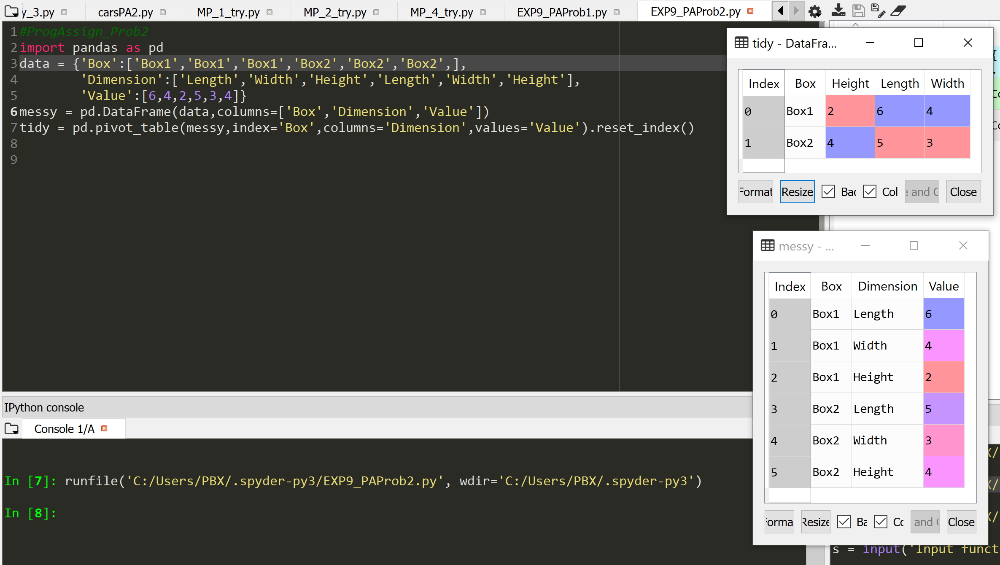 y_3.py carsPA2.py MP_1_try.py MP_2_try.py MP_4_try.py EXP9_PAProb1.py EXP9_PAProb2.py
1 #ProgAssign_Prob2
2 import pandas as pd
3 data = {'Box':['Box1','Box1','Box1','Box2','Box2','Box2',],
4 'Dimension':['Length','Width','Height','Length','Width','Height'],
5 'Value':[6,4,2,5,3,4]}
6 messy = pd.DataFrame(data,columns=['Box','Dimension','Value'])
7 tidy = pd.pivot_table(messy,index='Box',columns='Dimension',values='Value').reset_index()
8
9
tidy - DataFra...
Index Box Height Length Width
0 Box1 2 6 4
1 Box2 4 5 3
Format Resize Bac Col and Close
messy - ...
Index Box Dimension Value
0 Box1 Length 6
1 Box1 Width 4
2 Box1 Height 2
3 Box2 Length 5
4 Box2 Width 3
5 Box2 Height 4
Forma Resize Ba Co and Close
IPython console
Console 1/A
In [7]: runfile('C:/Users/PBX/.spyder-py3/EXP9_PAProb2.py', wdir='C:/Users/PBX/.spyder-py3')
In [8]:
s = input('Input funct